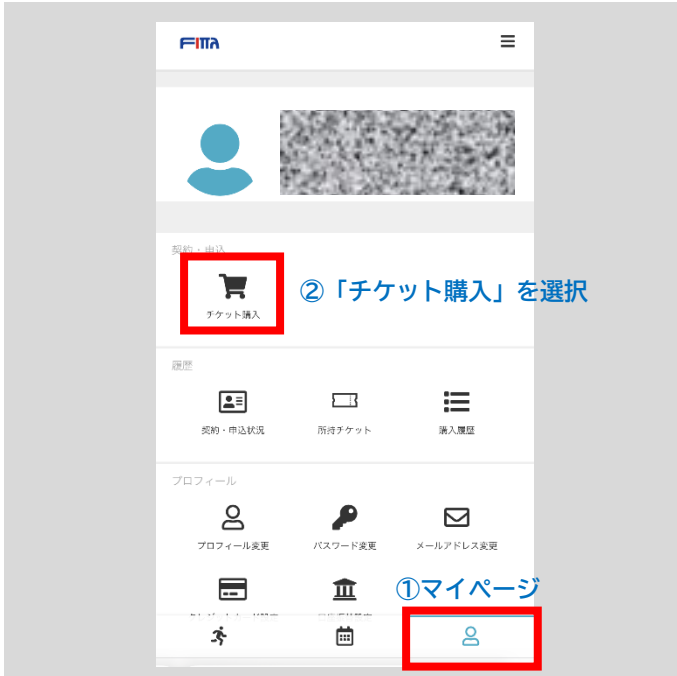 FITTA
契約・申込
チケット購入
②「チケット購入」を選択
履歴
契約・申込状況
所持チケット
購入履歴
プロフィール
プロフィール変更
パスワード変更
メールアドレス変更
①マイページ